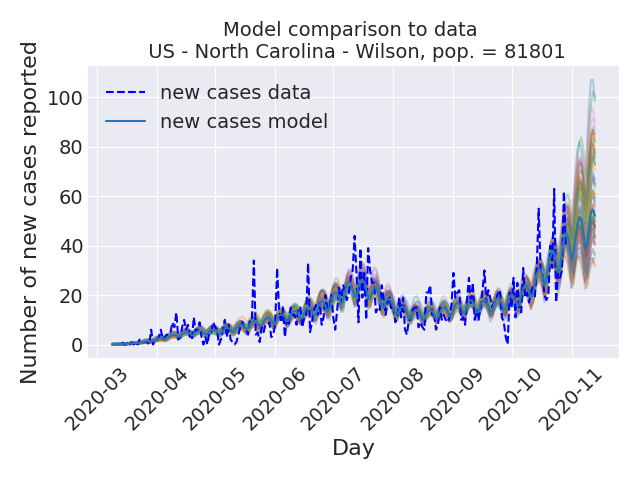 Model comparison to data
US - North Carolina - Wilson, pop. = 81801
Number of new cases reported
100
80
60
40
20
0
new cases data
new cases model
2020-03
2020-04
2020-05
2020-06
2020-07
2020-08
2020-09
2020-10
2020-11
Day